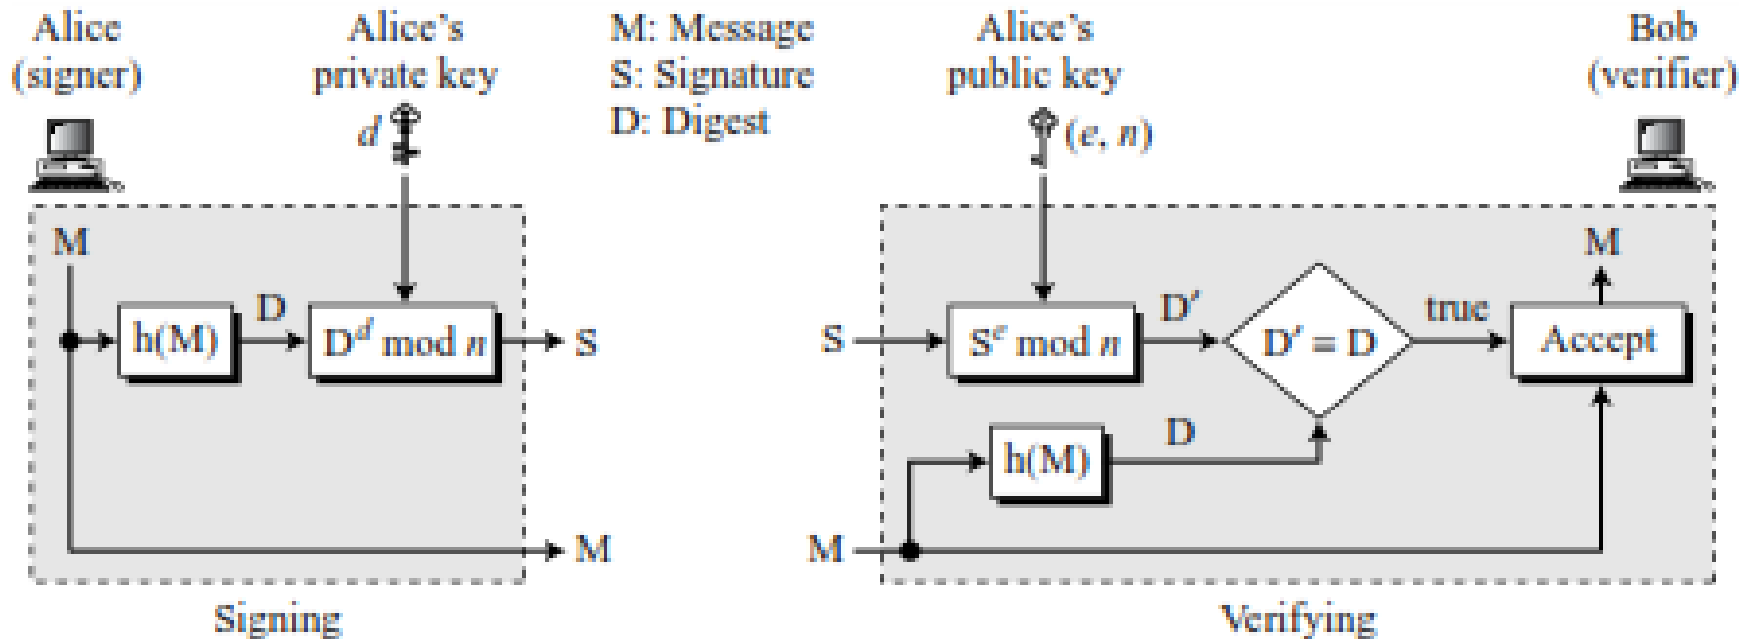 Alice
(signer)
Alice's
private key
d
M: Message
S: Signature
D: Digest
Alice's
public key
(e, n)
Bob
(verifier)
M
h(M)
D
D^d mod n
S
M
Signing
S
S^e mod n
D′
D′ = D
true
Accept
M
h(M)
D
M
Verifying